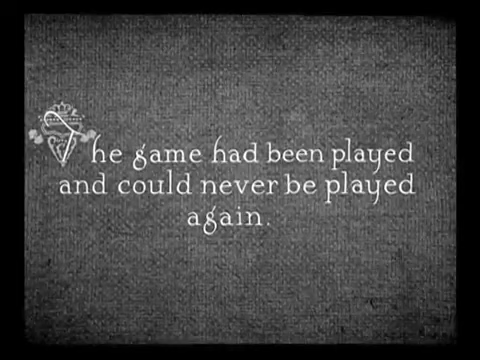 The game had been played
and could never be played
again.